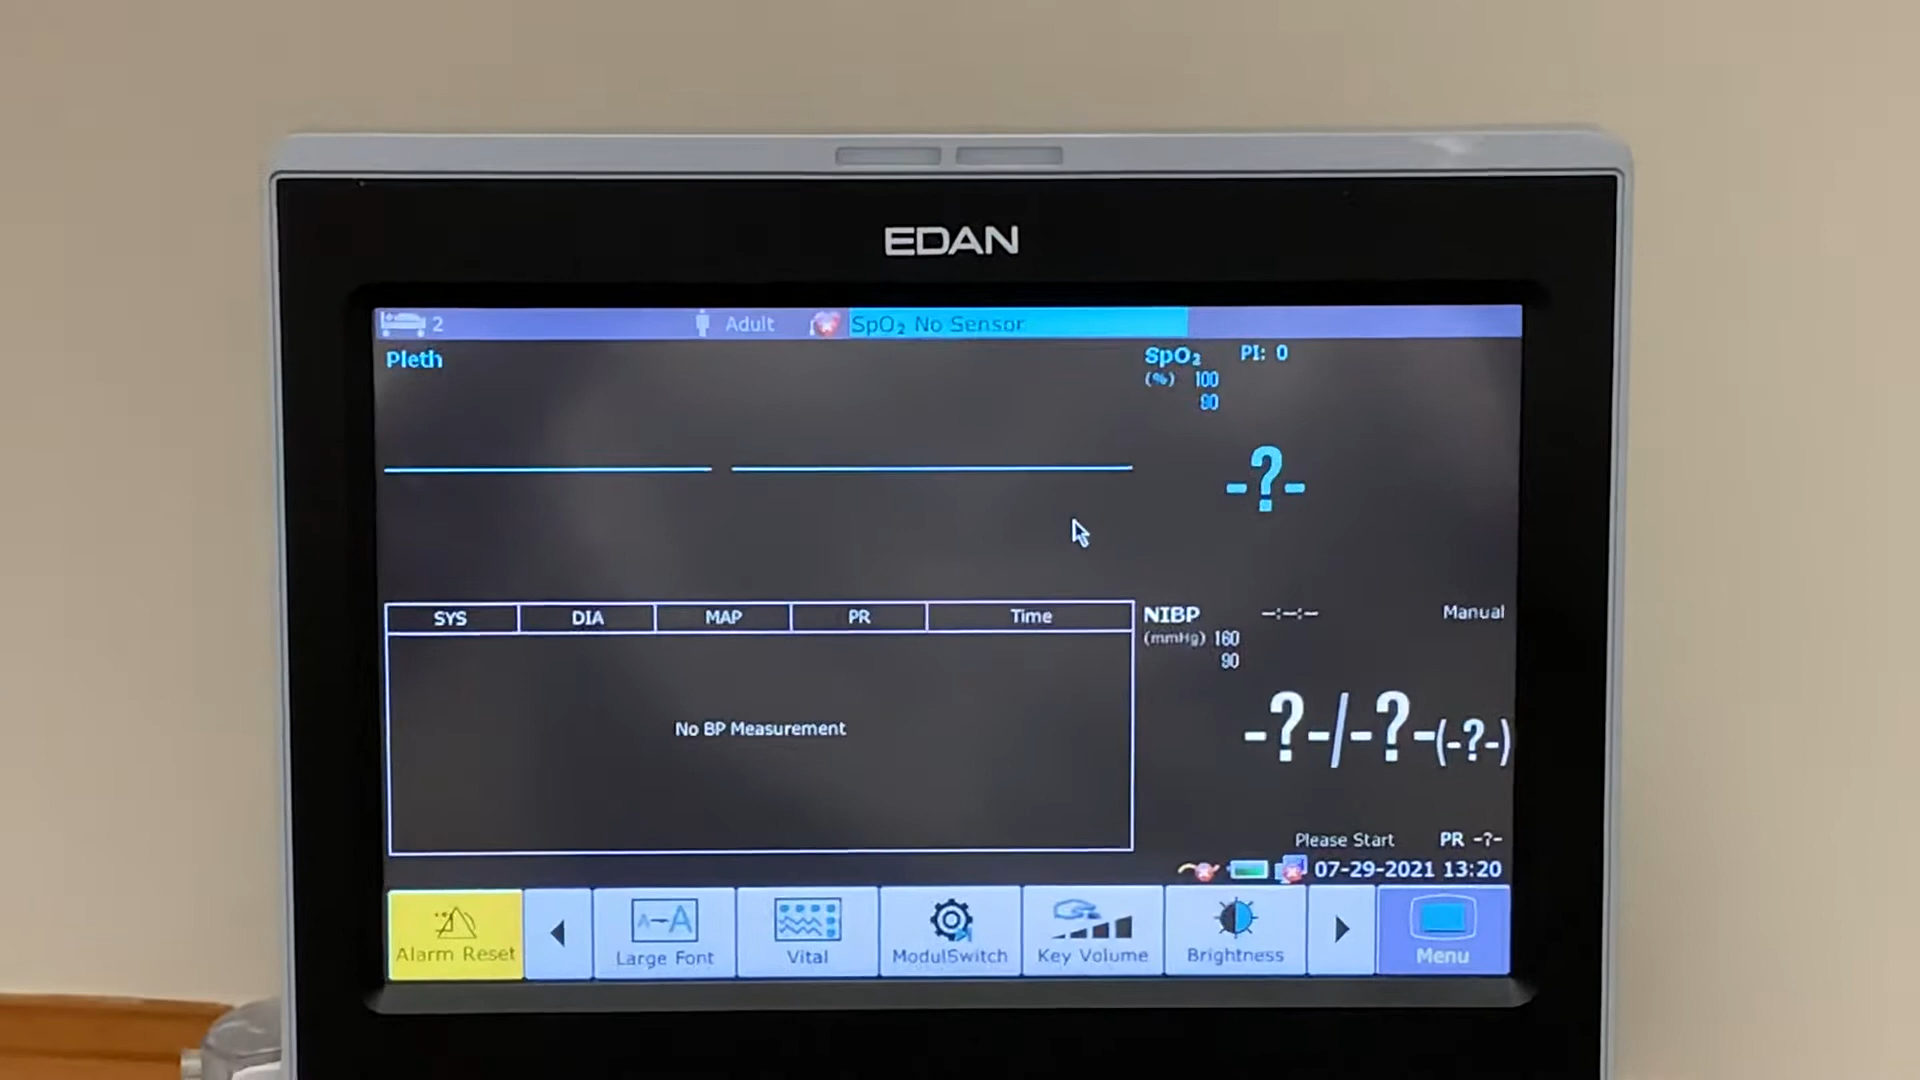 EDAN
2 Adult SpO₂ No Sensor
Pleth
SpO₂ PI: 0
(%) 100
90
-?-
SYS DIA MAP PR Time
No BP Measurement
NIBP --:--:-- Manual
(mmHg) 160
90
-?-/-?-(-?-)
Please Start PR -?-
07-29-2021 13:20
Alarm Reset
A-A
Large Font
Vital
ModulSwitch
Key Volume
Brightness
Menu